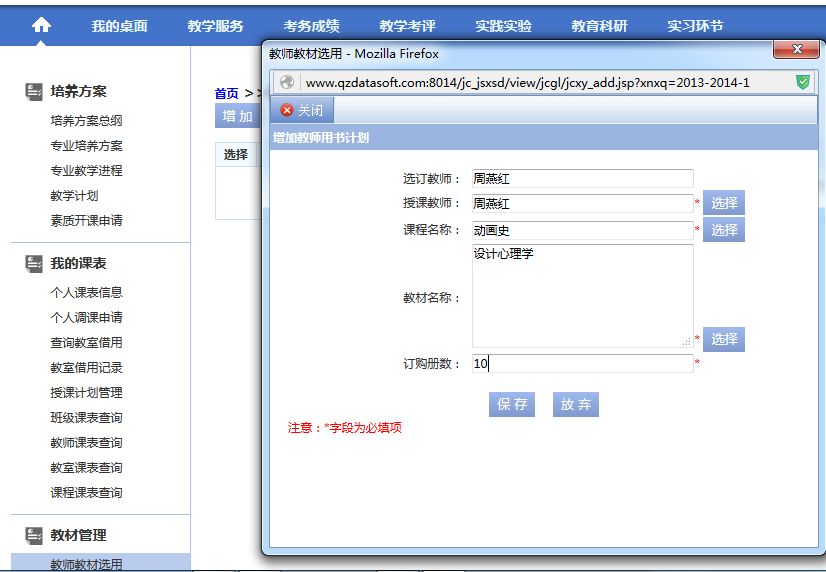 我的桌面 教学服务 考务成绩 教学考评 实践实验 教育科研 实习环节
培养方案
培养方案总纲
专业培养方案
专业教学进程
教学计划
素质开课申请
我的课表
个人课表信息
个人调课申请
查询教室借用
教室借用记录
授课计划管理
班级课表查询
教师课表查询
教室课表查询
课程课表查询
教材管理
教师教材选用
首页 >
增 加
选择
教师教材选用 - Mozilla Firefox
www.qzdatasoft.com:8014/jc_jsxsd/view/jcgl/jcxy_add.jsp?xnxq=2013-2014-1
关闭
增加教师用书计划
选订教师： 周燕红
授课教师： 周燕红 * 选择
课程名称： 动画史 * 选择
设计心理学
教材名称：
* 选择
订购册数： 10 *
保 存 放 弃
注意：*字段为必填项